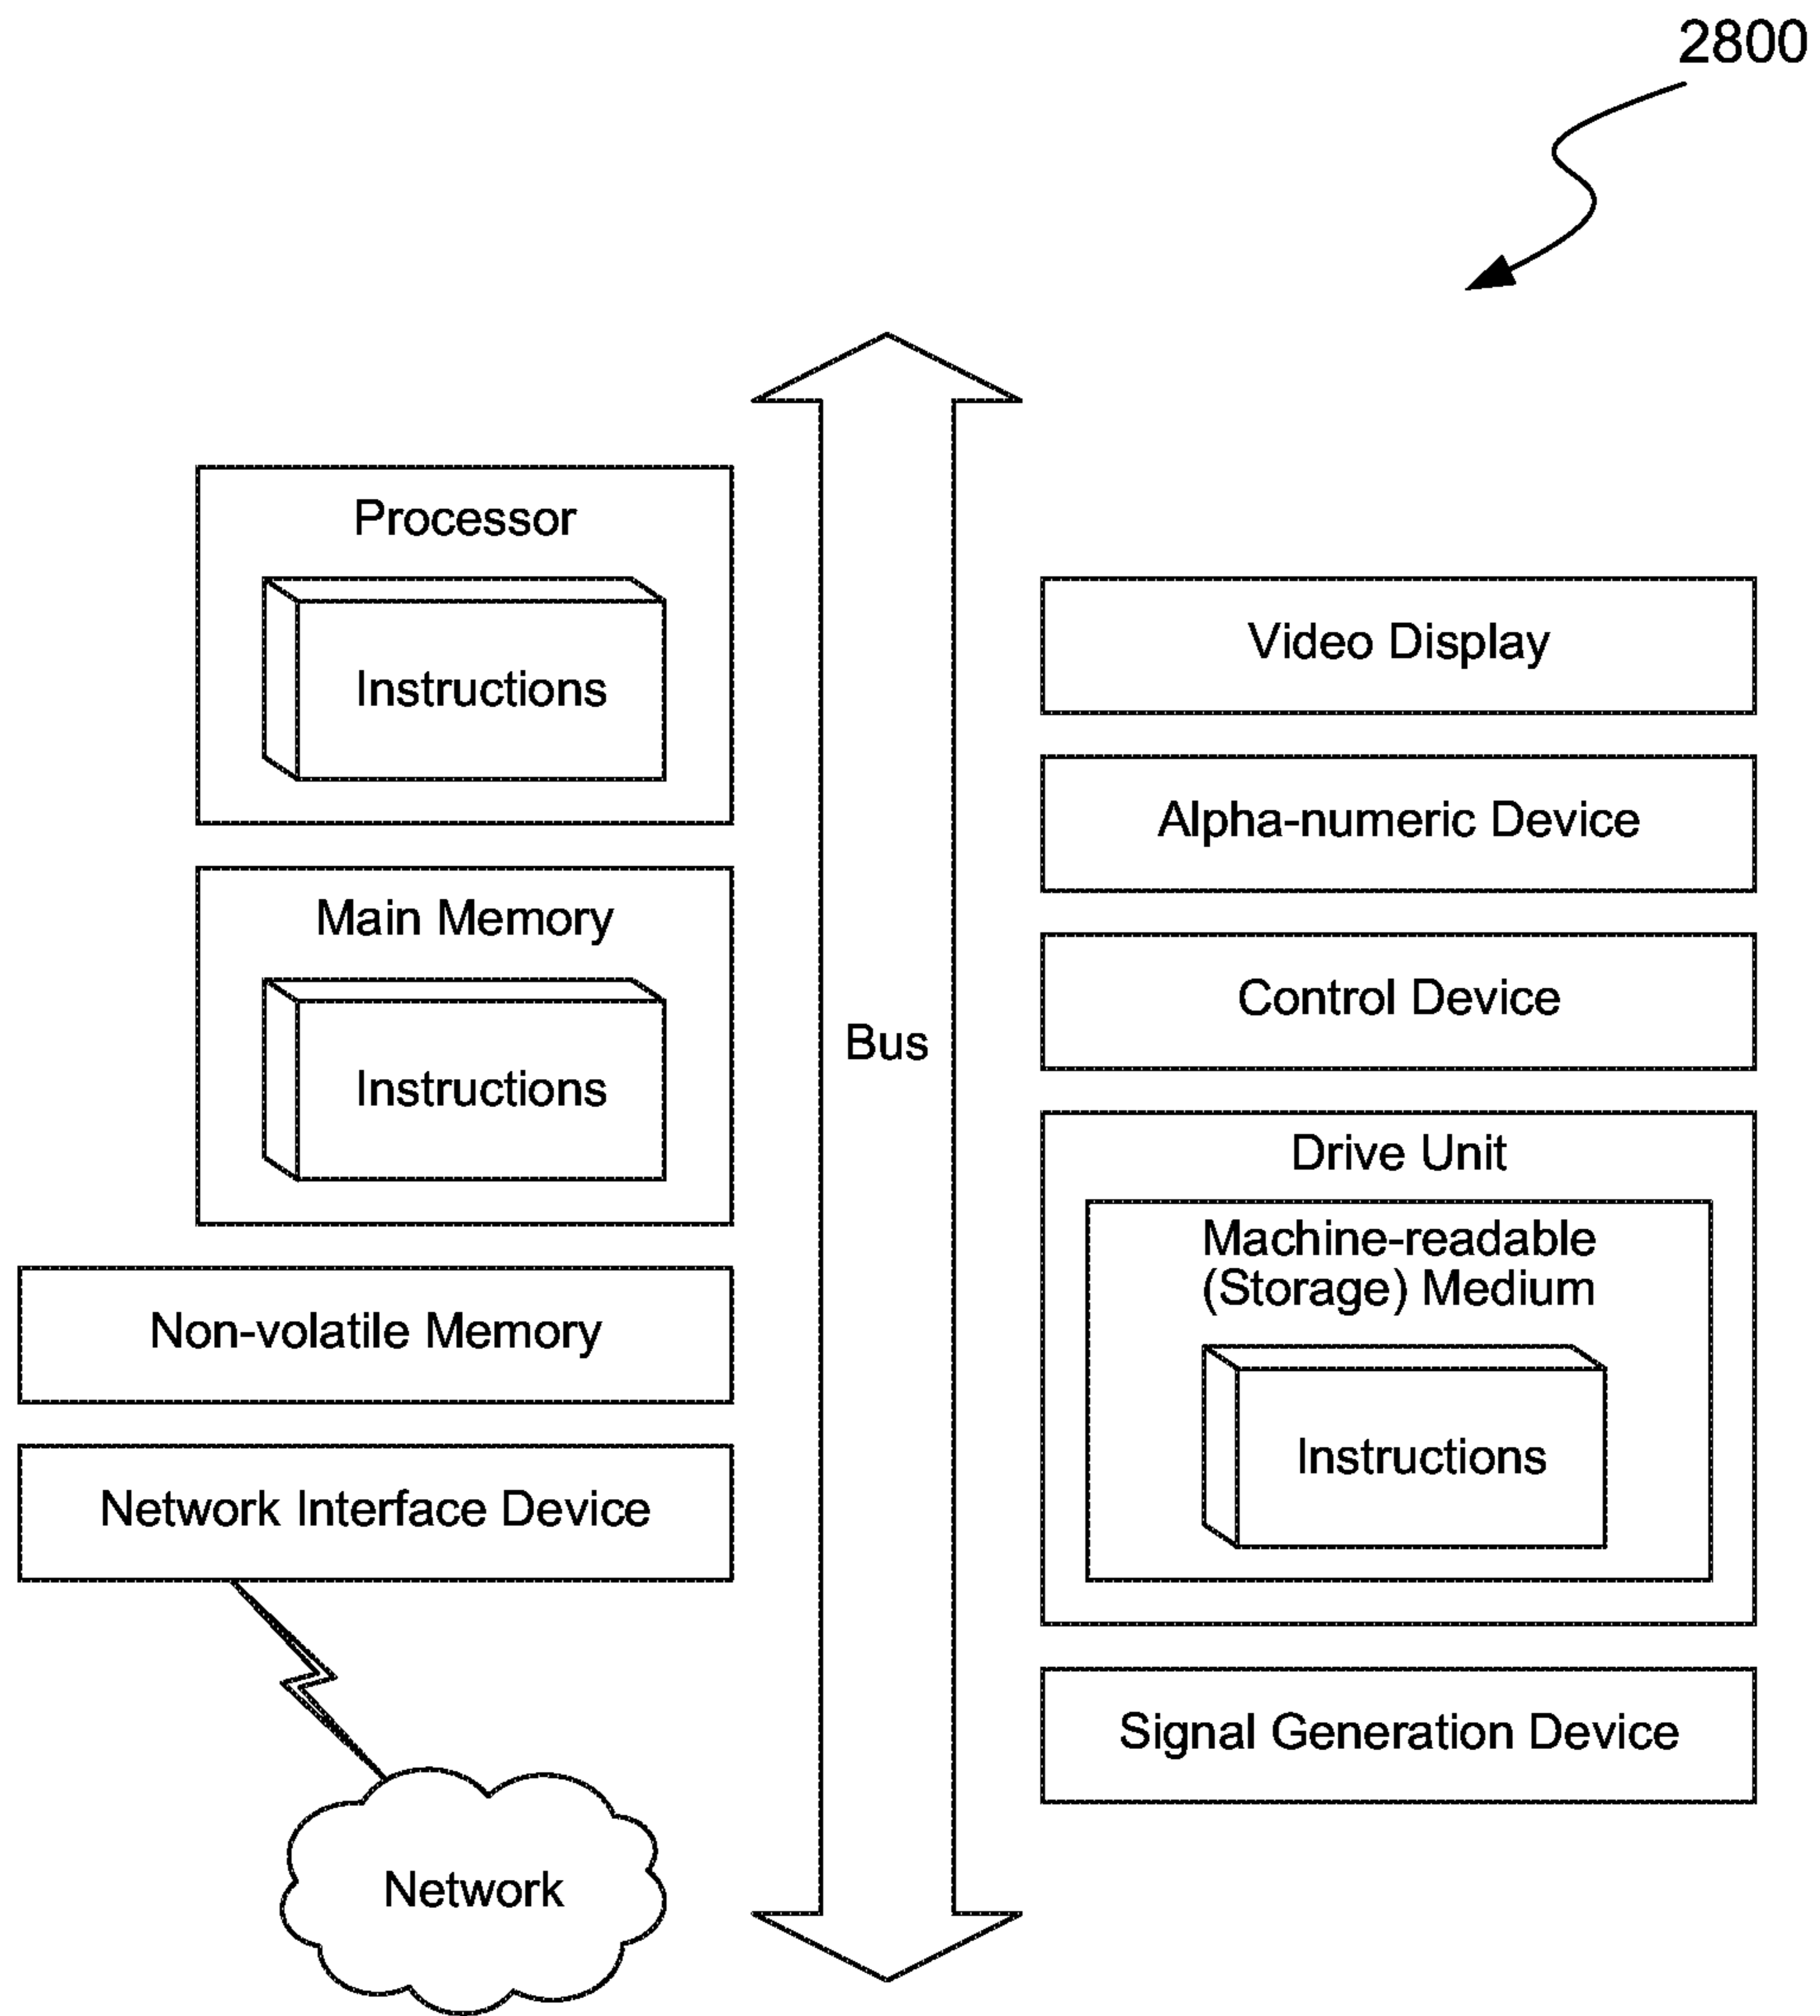 2800
Processor
Instructions
Main Memory
Instructions
Non-volatile Memory
Network Interface Device
Network
Bus
Video Display
Alpha-numeric Device
Control Device
Drive Unit
Machine-readable
(Storage) Medium
Instructions
Signal Generation Device